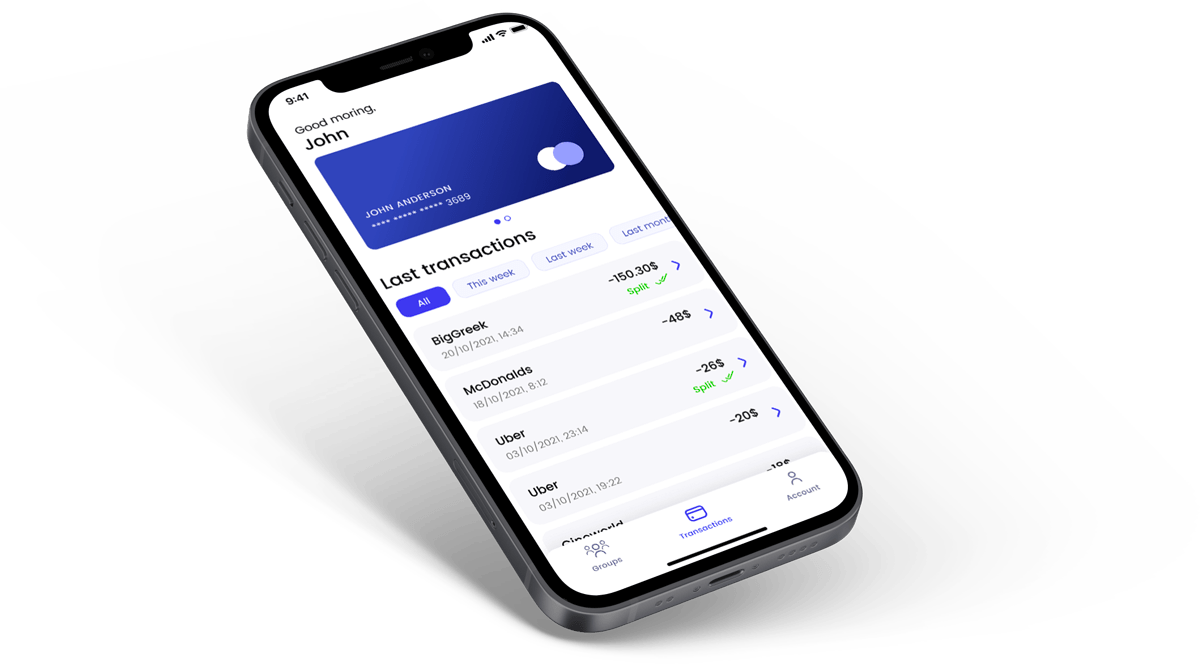 9:41
Good moring,
John
JOHN ANDERSON
**** ***** ***** 3689
Last transactions
All
This week
Last week
Last mont
BigGreek
20/10/2021, 14:34
-150.30$
Split
McDonalds
18/10/2021, 8:12
-48$
Uber
03/10/2021, 23:14
-26$
Split
Uber
03/10/2021, 19:22
-20$
Cineworld
-18$
Groups
Transactions
Account